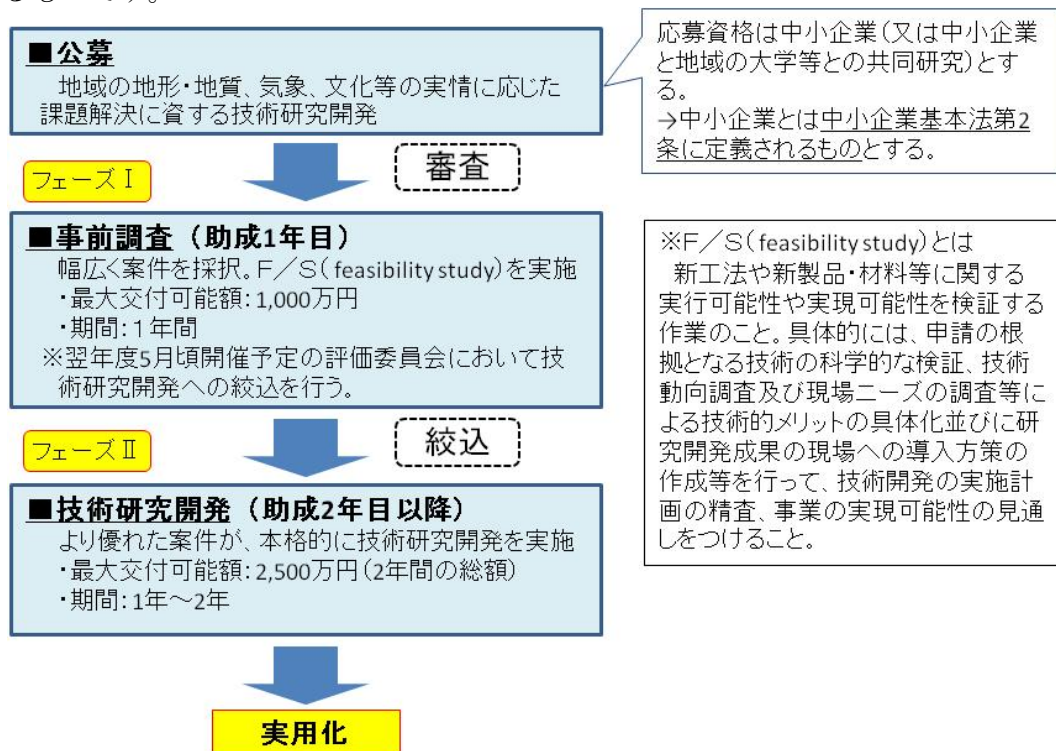 ■公募
地域の地形・地質、気象、文化等の実情に応じた
課題解決に資する技術研究開発
応募資格は中小企業(又は中小企業
と地域の大学等との共同研究)とす
る。
→中小企業とは中小企業基本法第2
条に定義されるものとする。
審査
フェーズⅠ
■事前調査(助成1年目)
幅広く案件を採択。F/S(feasibility study)を実施
・最大交付可能額:1,000万円
・期間:1年間
※翌年度5月頃開催予定の評価委員会において技
術研究開発への絞込を行う。
※F/S(feasibility study)とは
新工法や新製品・材料等に関する
実行可能性や実現可能性を検証する
作業のこと。具体的には、申請の根
拠となる技術の科学的な検証、技術
動向調査及び現場ニーズの調査等に
よる技術的メリットの具体化並びに研
究開発成果の現場への導入方策の
作成等を行って、技術開発の実施計
画の精査、事業の実現可能性の見通
しをつけること。
絞込
フェーズⅡ
■技術研究開発(助成2年目以降)
より優れた案件が、本格的に技術研究開発を実施
・最大交付可能額:2,500万円(2年間の総額)
・期間:1年～2年
実用化